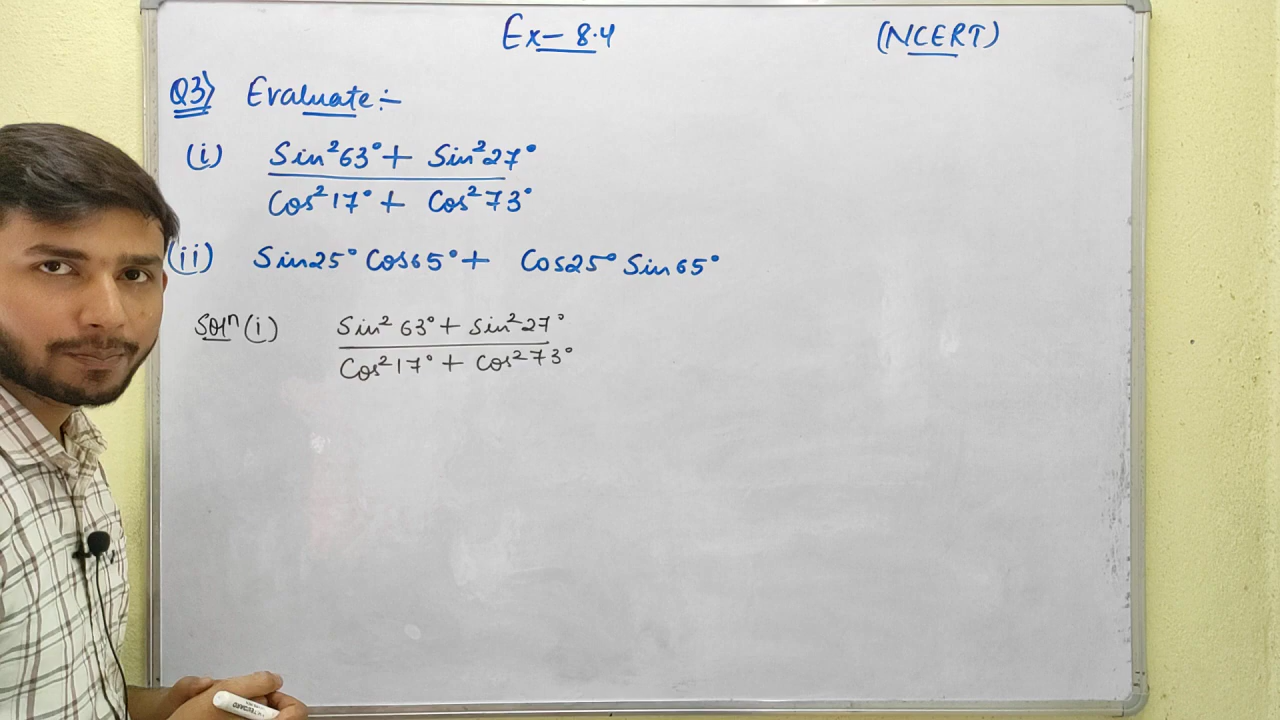 Ex- 8.4 (NCERT)
Q3) Evaluate:-
(i) Sin²63° + Sin²27°
Cos²17° + Cos²73°
(ii) Sin25° Cos65° + Cos25° Sin65°
Solⁿ(i) Sin² 63° + Sin² 27°
Cos²17° + Cos²73°